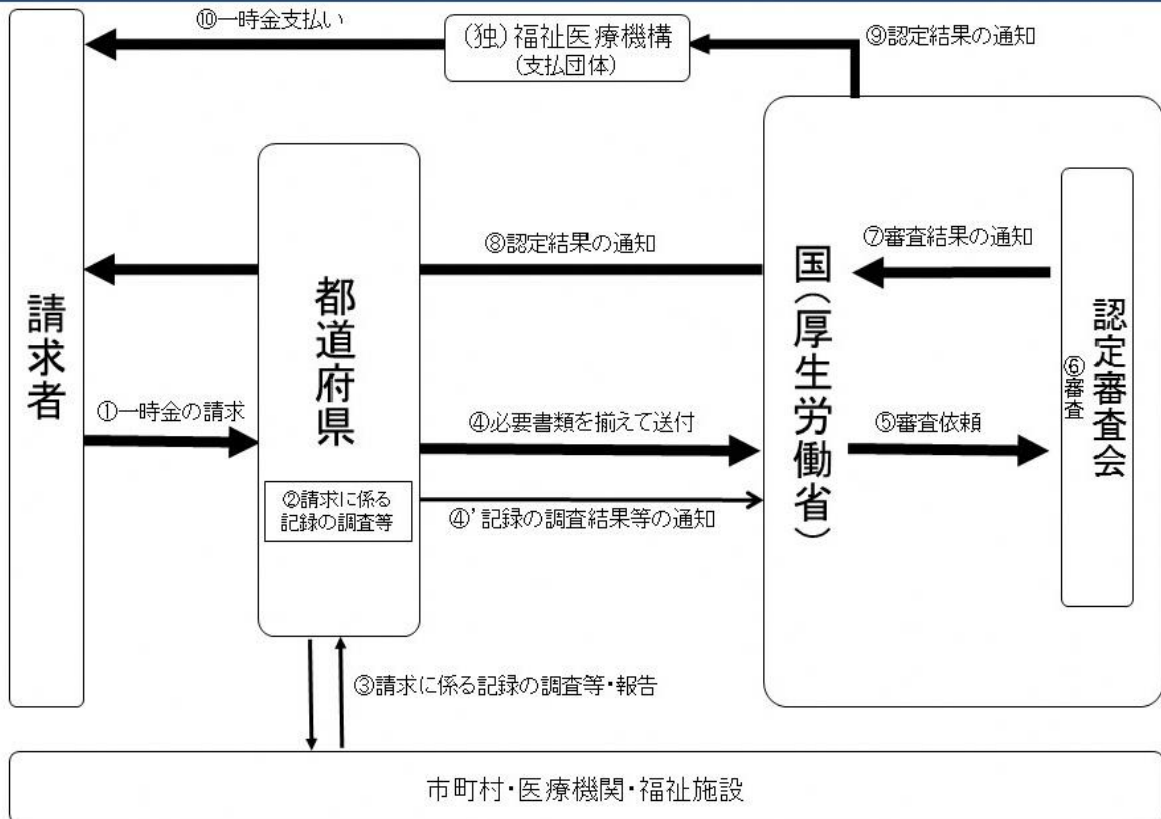 ⑩一時金支払い
(独)福祉医療機構
(支払団体)
⑨認定結果の通知
⑧認定結果の通知
⑦審査結果の通知
請求者
都道府県
国(厚生労働省)
認定審査会
⑥審査
①一時金の請求
④必要書類を揃えて送付
⑤審査依頼
②請求に係る
記録の調査等
④’記録の調査結果等の通知
③請求に係る記録の調査等・報告
市町村・医療機関・福祉施設